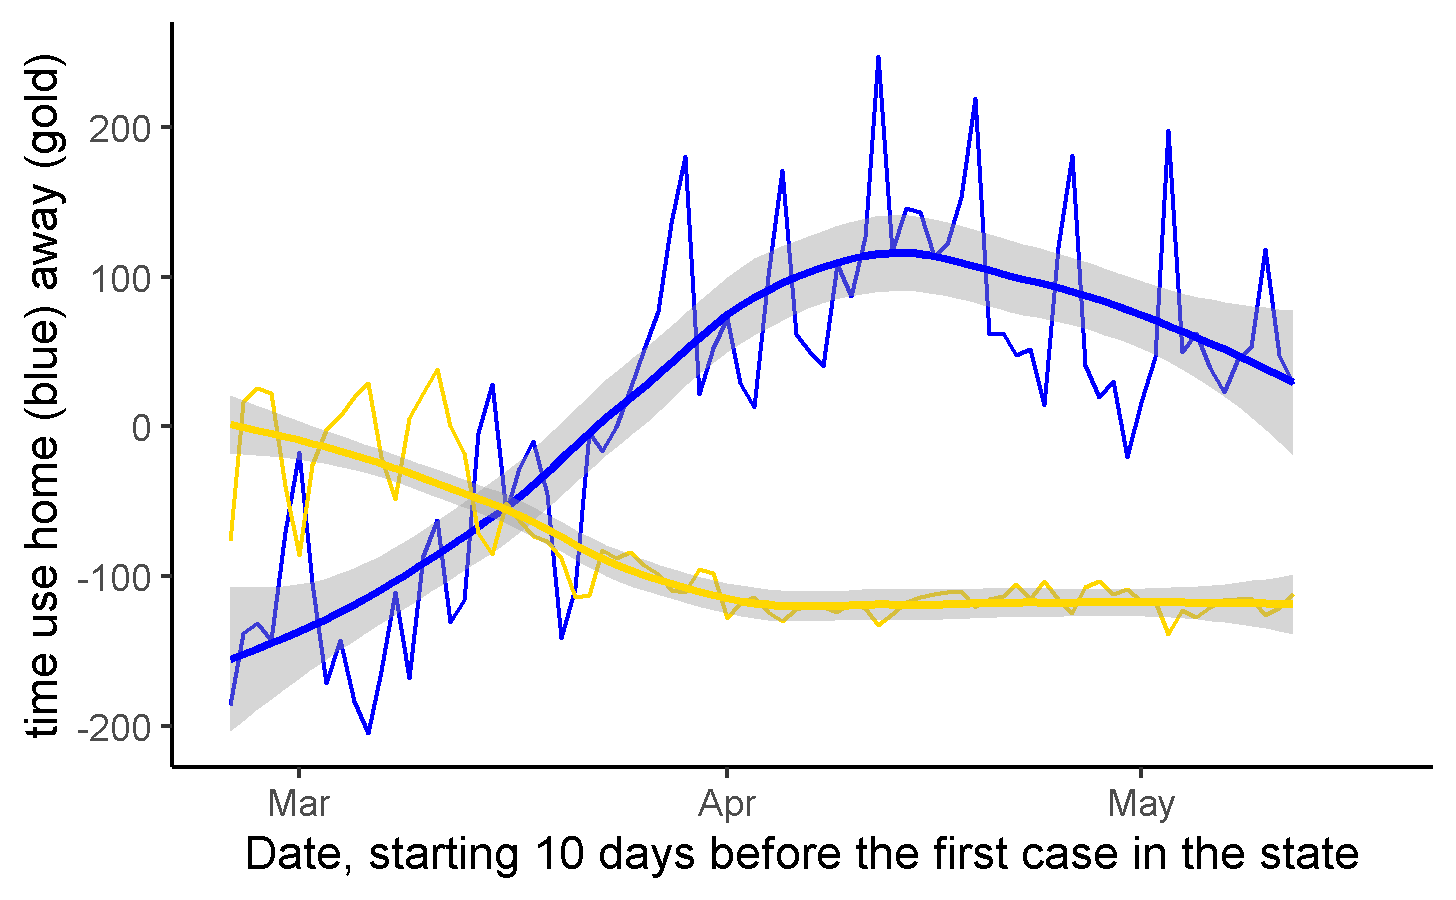 time use home (blue) away (gold)
200
100
0
-100
-200
Mar
Apr
May
Date, starting 10 days before the first case in the state